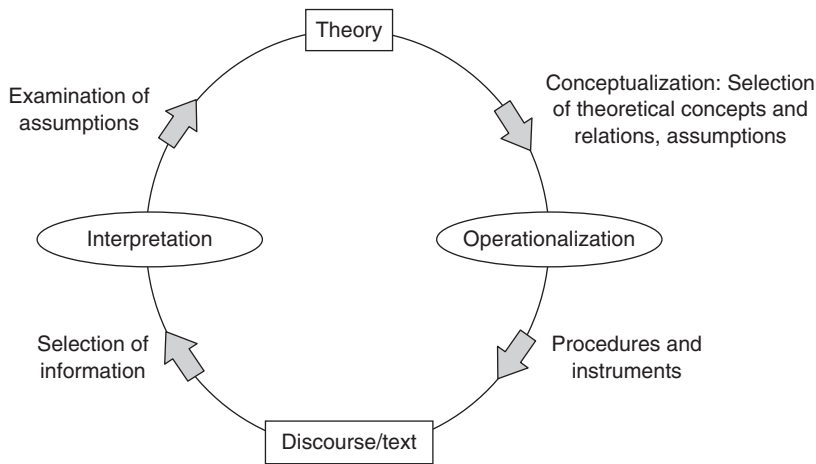 Theory
Examination of
assumptions
Conceptualization: Selection
of theoretical concepts and
relations, assumptions
Interpretation
Operationalization
Selection of
information
Procedures and
instruments
Discourse/text